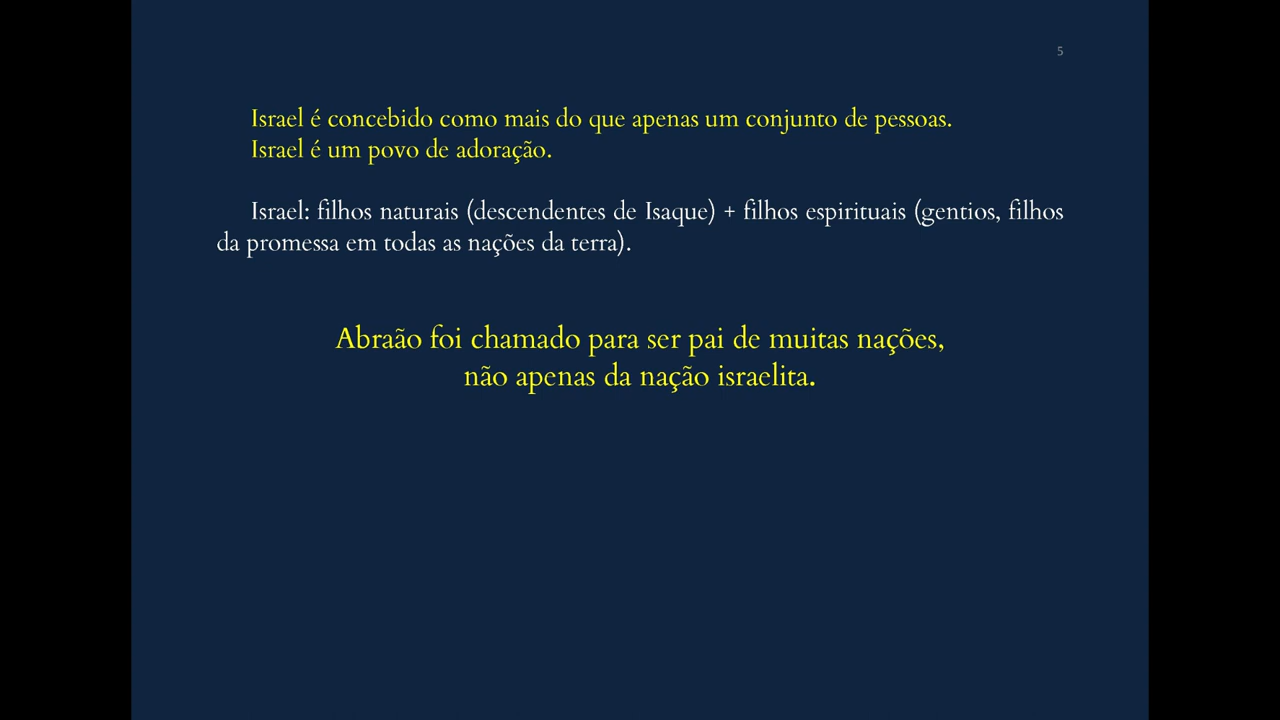 5
Israel é concebido como mais do que apenas um conjunto de pessoas.
Israel é um povo de adoração.
Israel: filhos naturais (descendentes de Isaque) + filhos espirituais (gentios, filhos
da promessa em todas as nações da terra).
Abraão foi chamado para ser pai de muitas nações,
não apenas da nação israelita.